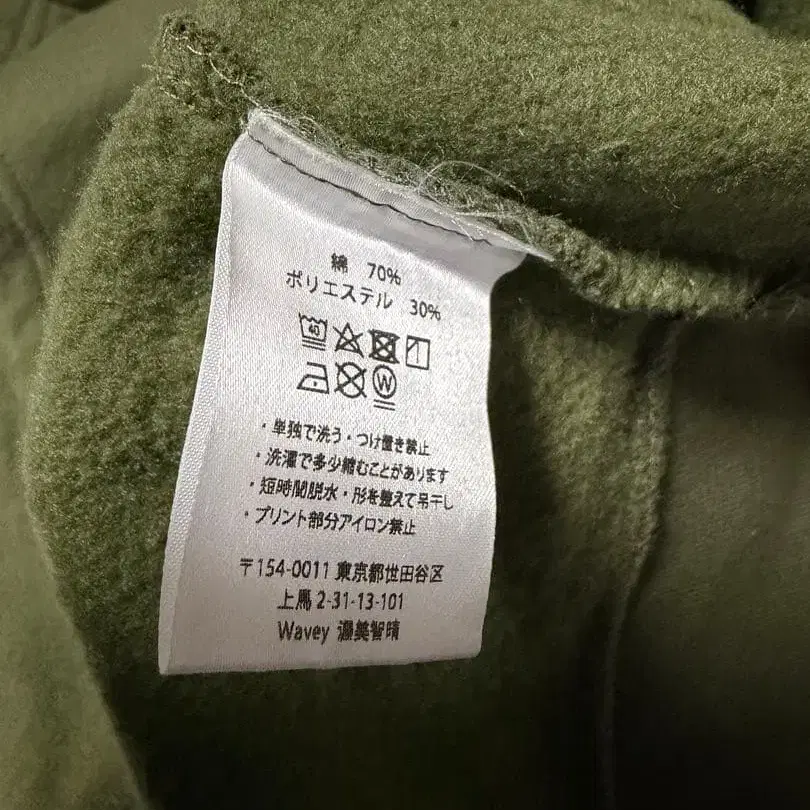 綿 70%
ポリエステル 30%
40
W
・単独で洗う・つけ置き禁止
・洗濯で多少縮むことがあります
・短時間脱水・形を整えて吊干し
・プリント部分アイロン禁止
〒154-0011 東京都世田谷区
上馬 2-31-13-101
Wavey 渥美智晴